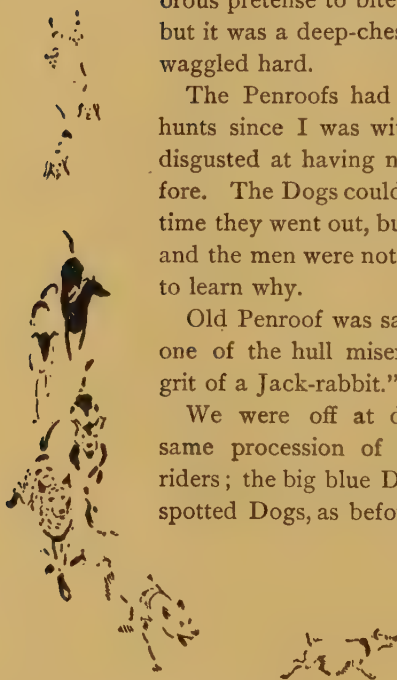 orous pretense to bite
but it was a deep-ches
waggled hard.
The Penroofs had
hunts since I was wi
disgusted at having n
fore. The Dogs could
time they went out, bu
and the men were not
to learn why.
Old Penroof was sa
one of the hull miser
grit of a Jack-rabbit."
We were off at d
same procession of
riders; the big blue D
spotted Dogs, as befo